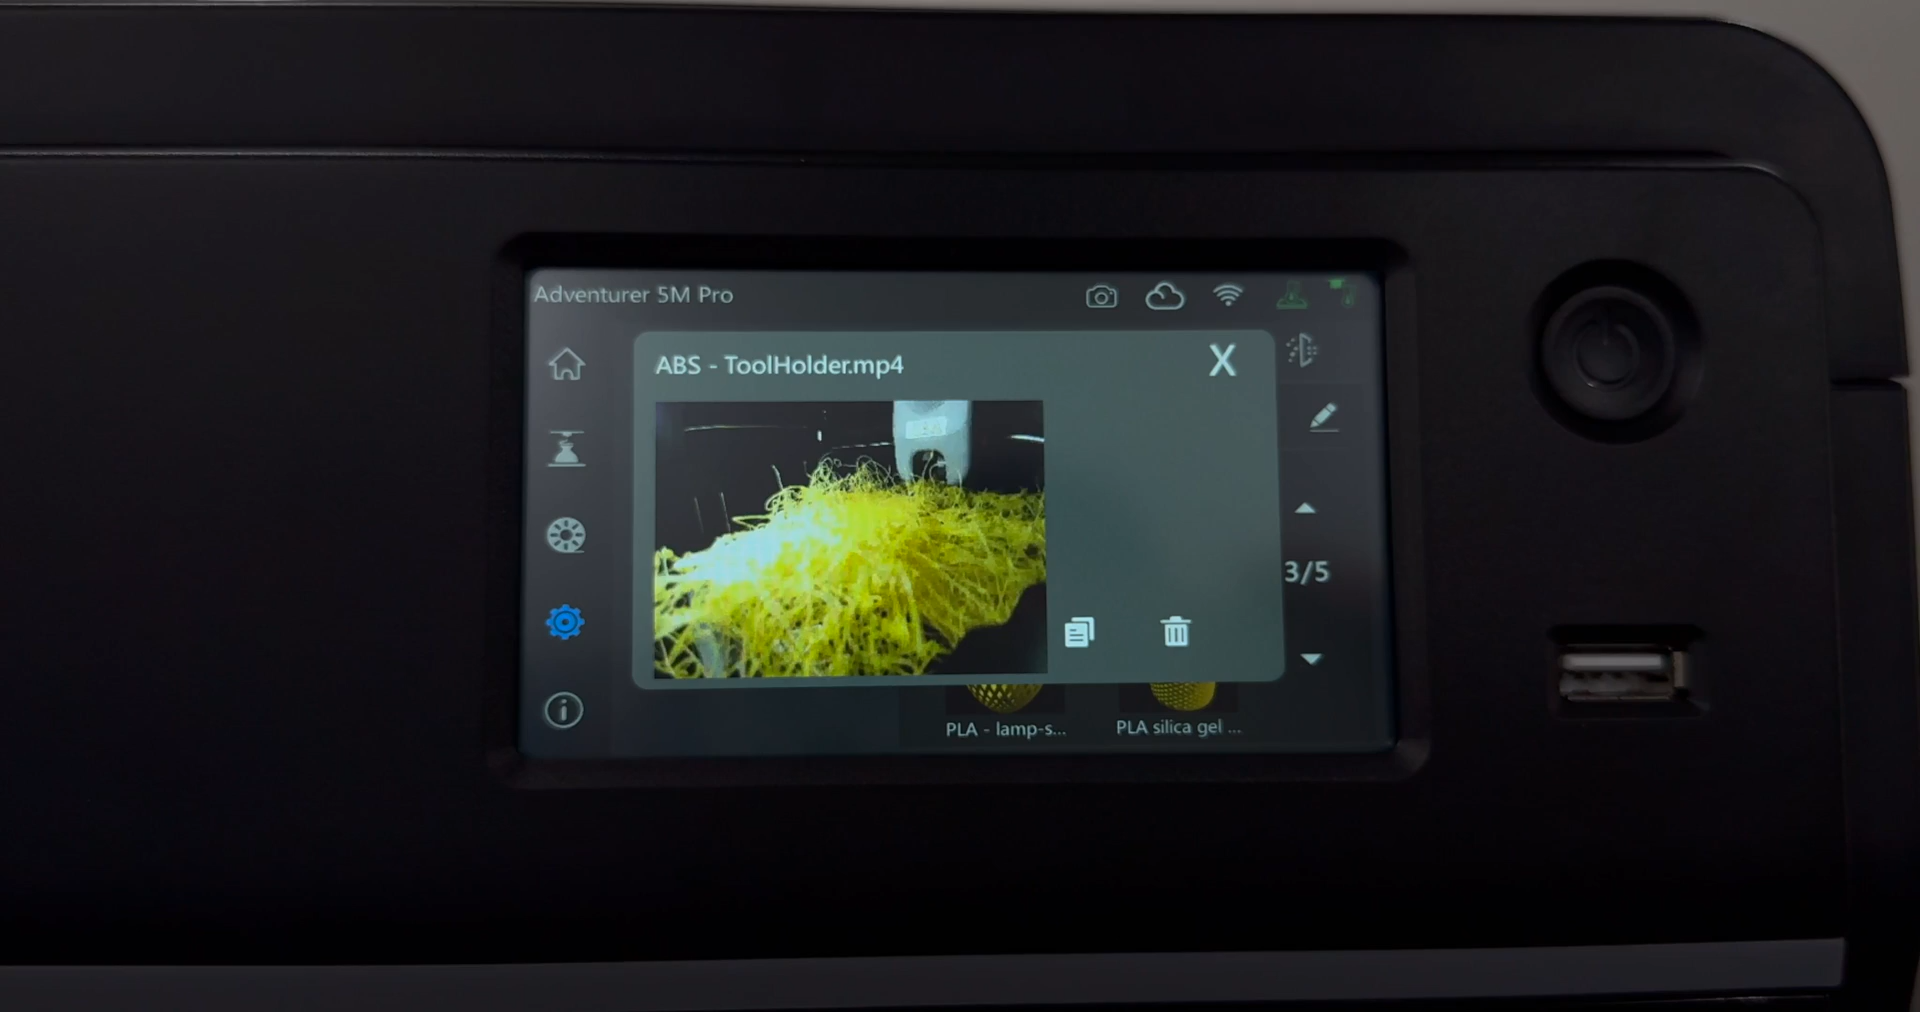 Adventurer 5M Pro
ABS - ToolHolder.mp4
X
3/5
PLA - lamp-s...
PLA silica gel ...